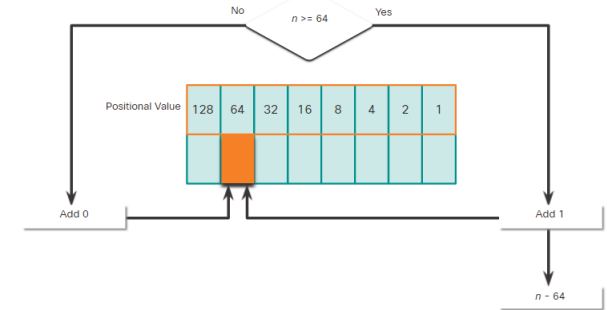 No
n >= 64
Yes
Positional Value 128 64 32 16 8 4 2 1
Add 0
Add 1
n - 64